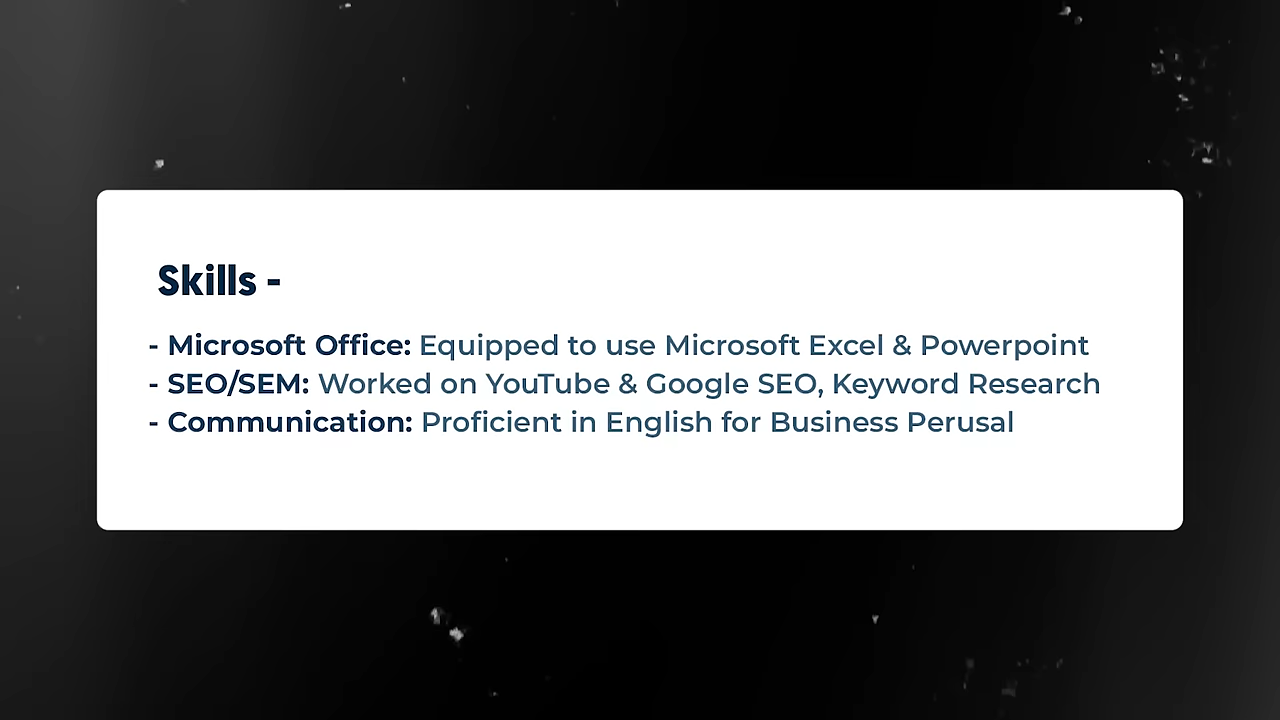 Skills -
- Microsoft Office: Equipped to use Microsoft Excel & Powerpoint
- SEO/SEM: Worked on YouTube & Google SEO, Keyword Research
- Communication: Proficient in English for Business Perusal